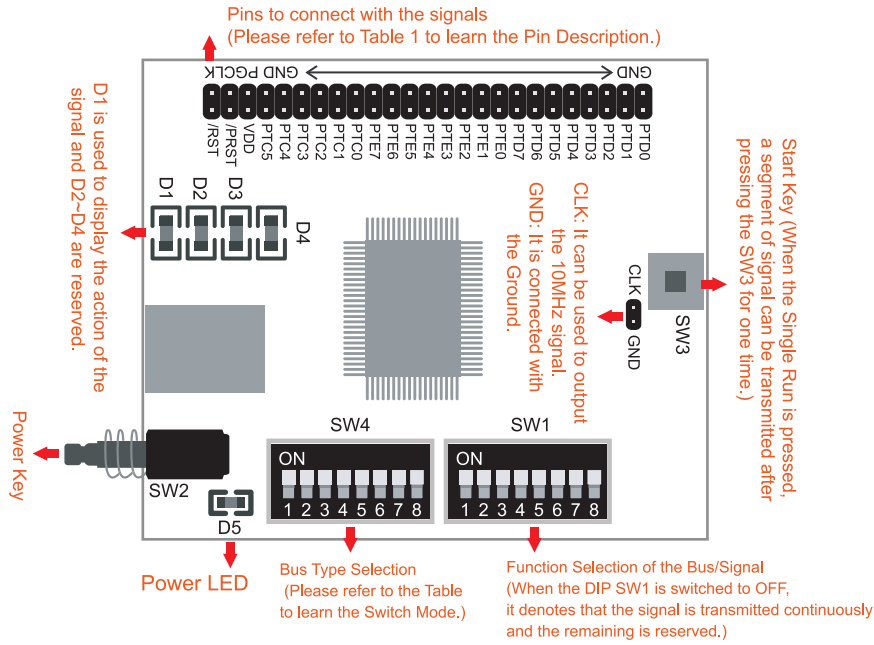 Pins to connect with the signals
(Please refer to Table 1 to learn the Pin Description.)
PGCLK
GND
GND
/RST
/PRST
VDD
PTC5
PTC4
PTC3
PTC2
PTC1
PTC0
PTE7
PTE6
PTE5
PTE4
PTE3
PTE2
PTE1
PTE0
PTD7
PTD6
PTD5
PTD4
PTD3
PTD2
PTD1
PTD0
D1 is used to display the action of the
signal and D2~D4 are reserved.
D1
D2
D3
D4
CLK: It can be used to output
the 10MHz signal.
GND: It is connected with
the Ground.
CLK
GND
SW3
Start Key (When the Single Run is pressed,
a segment of signal can be transmitted after
pressing the SW3 for one time.)
Power Key
SW2
D5
Power LED
SW4
ON
1 2 3 4 5 6 7 8
Bus Type Selection
(Please refer to the Table
to learn the Switch Mode.)
SW1
ON
1 2 3 4 5 6 7 8
Function Selection of the Bus/Signal
(When the DIP SW1 is switched to OFF,
it denotes that the signal is transmitted continuously
and the remaining is reserved.)